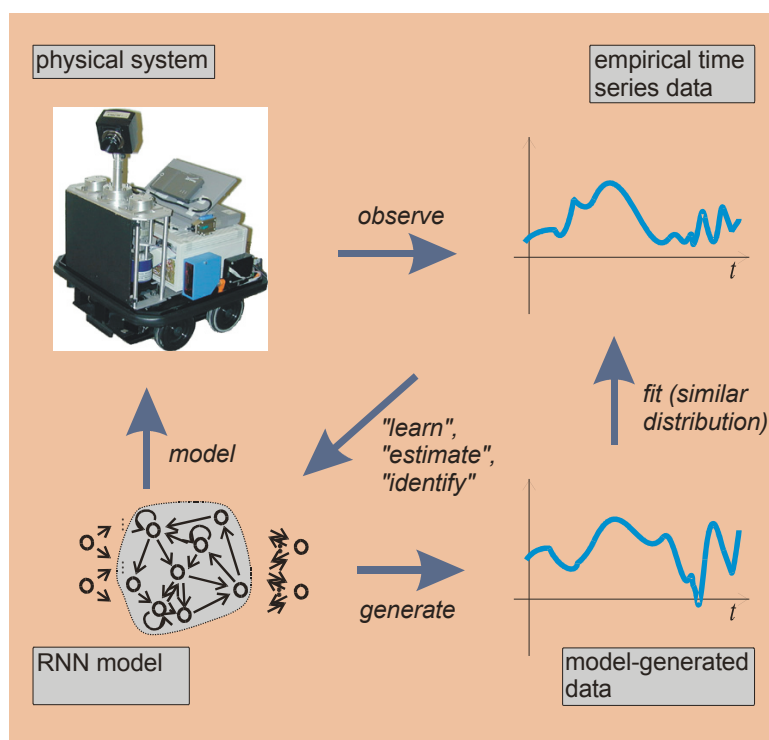 physical system
empirical time
series data
observe
t
"learn",
"estimate",
"identify"
fit (similar
distribution)
model
generate
t
RNN model
model-generated
data